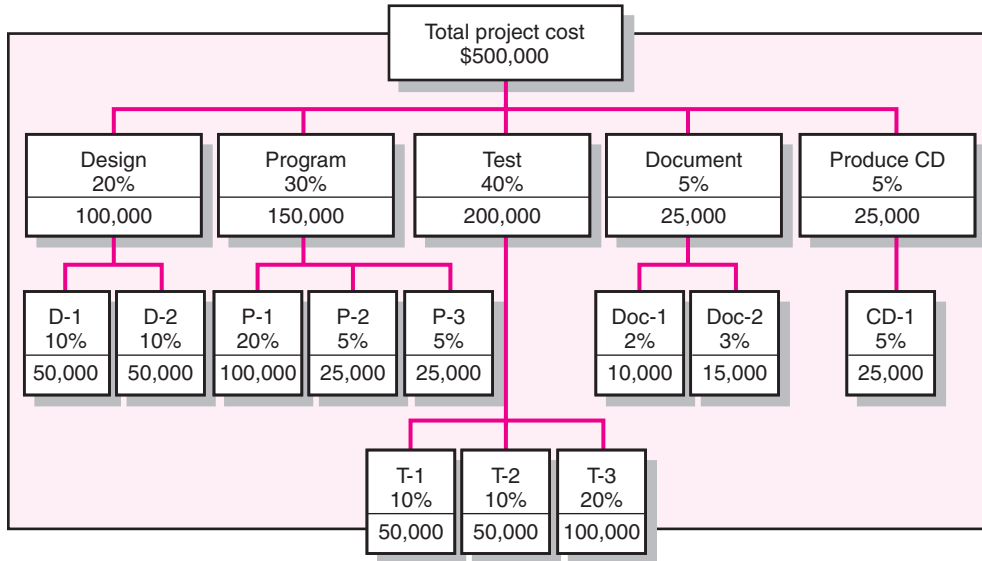 Total project cost
$500,000
Design
20%
100,000
Program
30%
150,000
Test
40%
200,000
Document
5%
25,000
Produce CD
5%
25,000
D-1
10%
50,000
D-2
10%
50,000
P-1
20%
100,000
P-2
5%
25,000
P-3
5%
25,000
Doc-1
2%
10,000
Doc-2
3%
15,000
CD-1
5%
25,000
T-1
10%
50,000
T-2
10%
50,000
T-3
20%
100,000